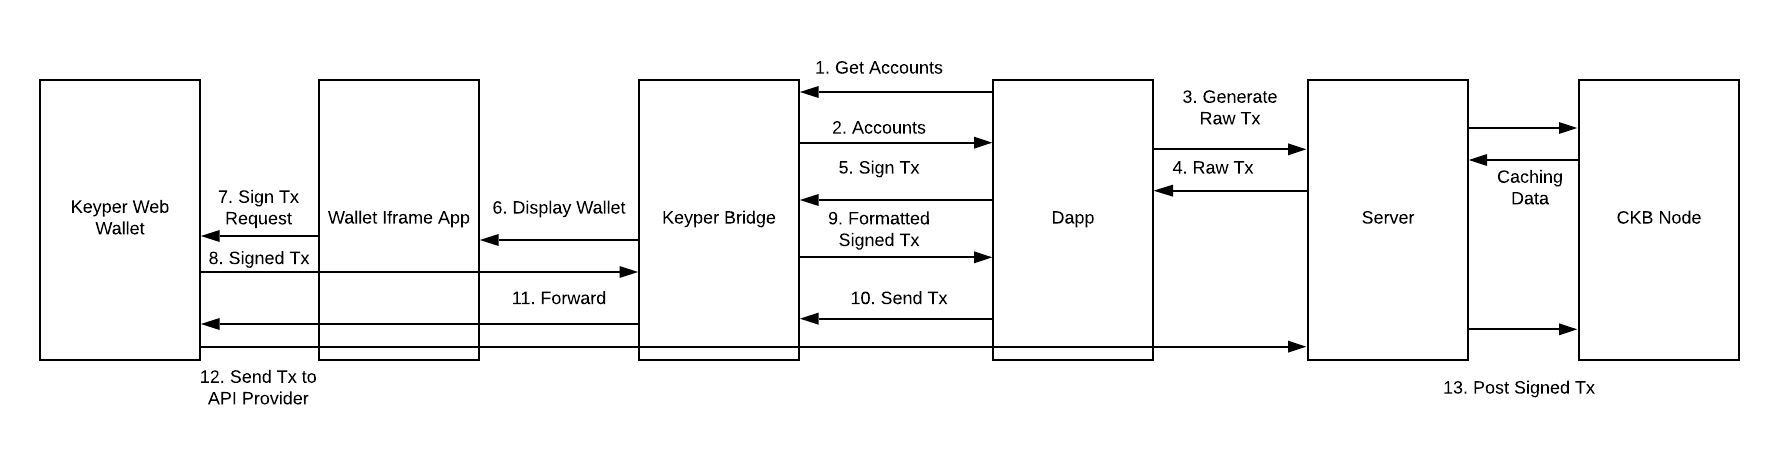 1. Get Accounts
3. Generate
Raw Tx
2. Accounts
5. Sign Tx
4. Raw Tx
Caching
Data
7. Sign Tx
Request
6. Display Wallet
Keyper Web
Wallet
Wallet Iframe App
Keyper Bridge
9. Formatted
Signed Tx
Dapp
Server
CKB Node
8. Signed Tx
11. Forward
10. Send Tx
12. Send Tx to
API Provider
13. Post Signed Tx